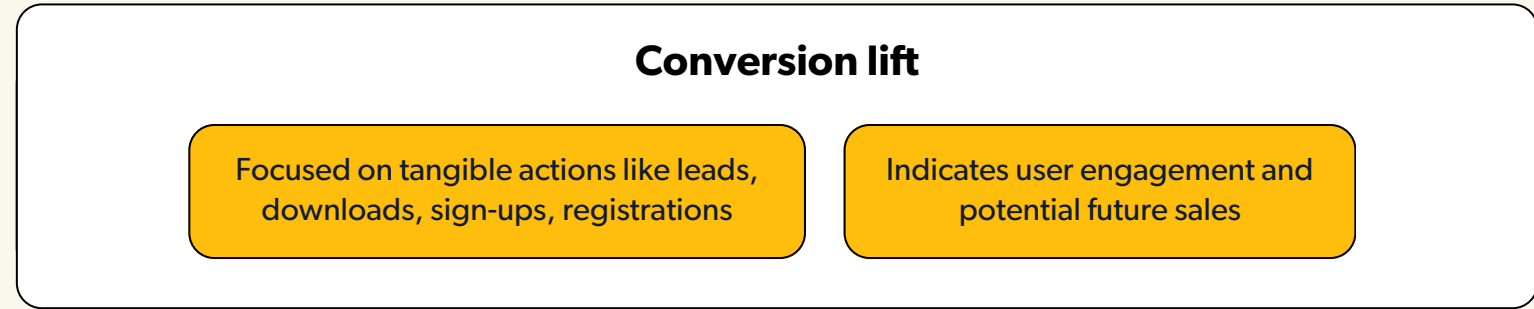 Conversion lift
Focused on tangible actions like leads,
downloads, sign-ups, registrations
Indicates user engagement and
potential future sales